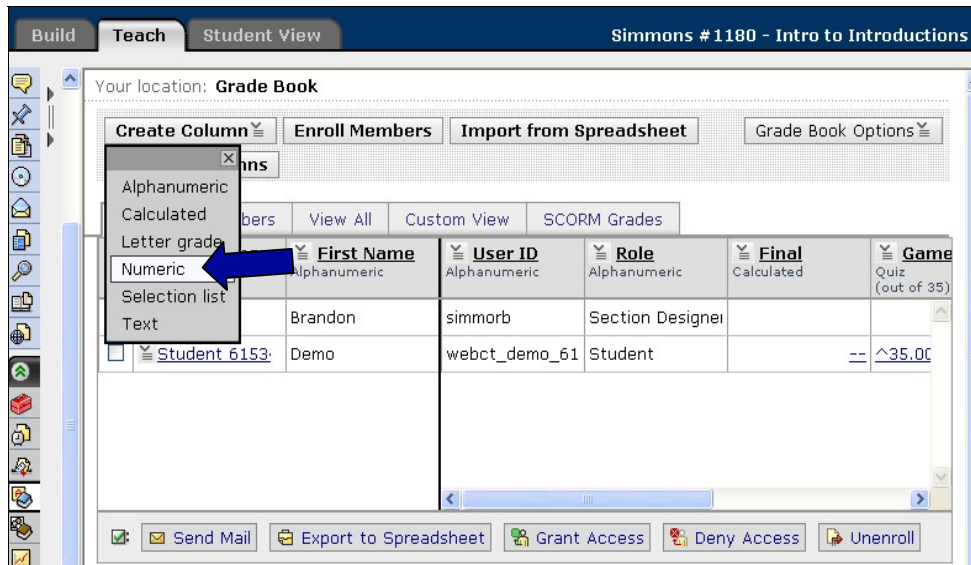 Build Teach Student View Simmons #1180 - Intro to Introductions
Your location: Grade Book
Create Column Enroll Members Import from Spreadsheet Grade Book Options
Alphanumeric
Calculated
Letter grade
Numeric
Selection list
Text
View All Custom View SCORM Grades
First Name User ID Role Final Game
Alphanumeric Alphanumeric Alphanumeric Calculated Quiz
(out of 35)
Brandon simmorb Section Designer
Student 6153 Demo webct_demo_61 Student -- ^35.00
Send Mail Export to Spreadsheet Grant Access Deny Access Unenroll